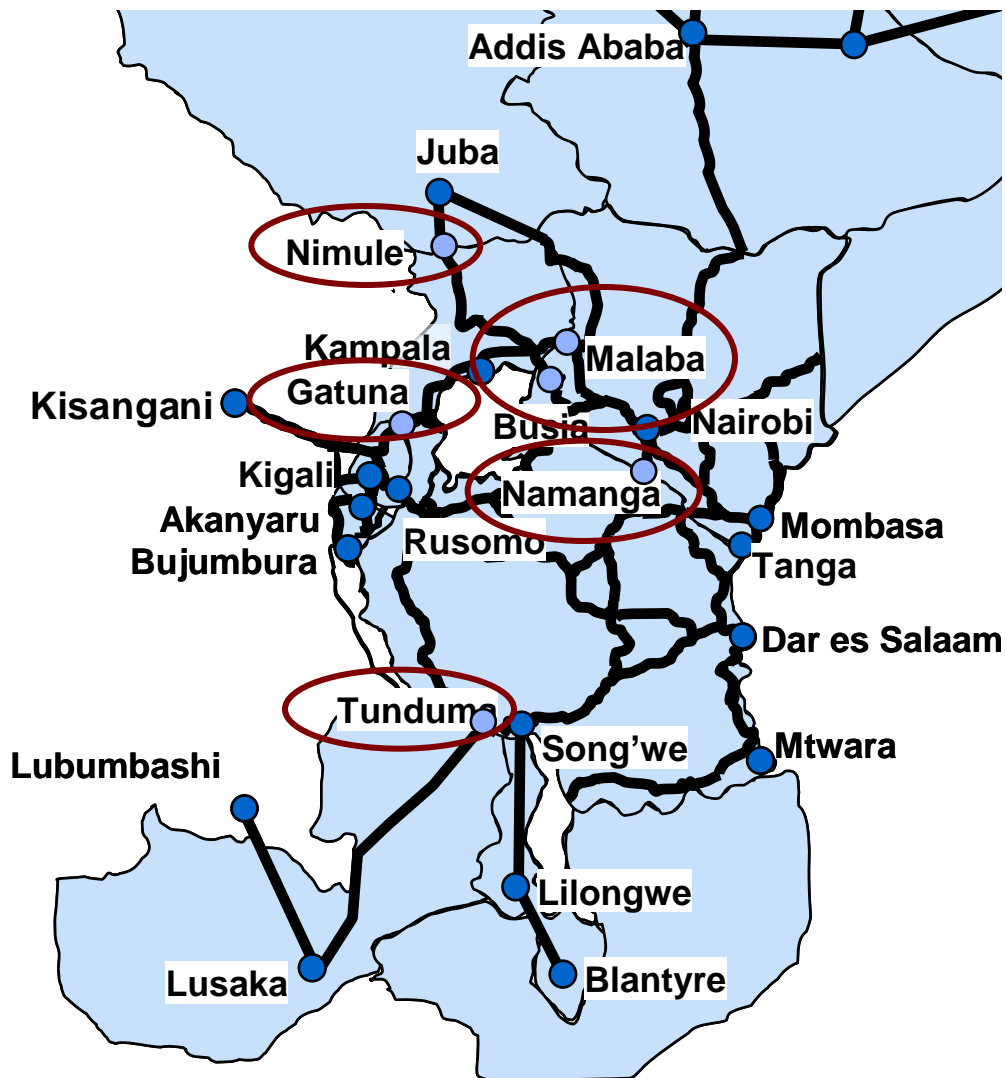 Addis Ababa
Juba
Nimule
Kampala
Malaba
Gatuna
Kisangani
Busia
Nairobi
Kigali
Namanga
Akanyaru
Mombasa
Rusomo
Bujumbura
Tanga
Dar es Salaam
Tunduma
Song'we
Mtwara
Lubumbashi
Lilongwe
Lusaka
Blantyre